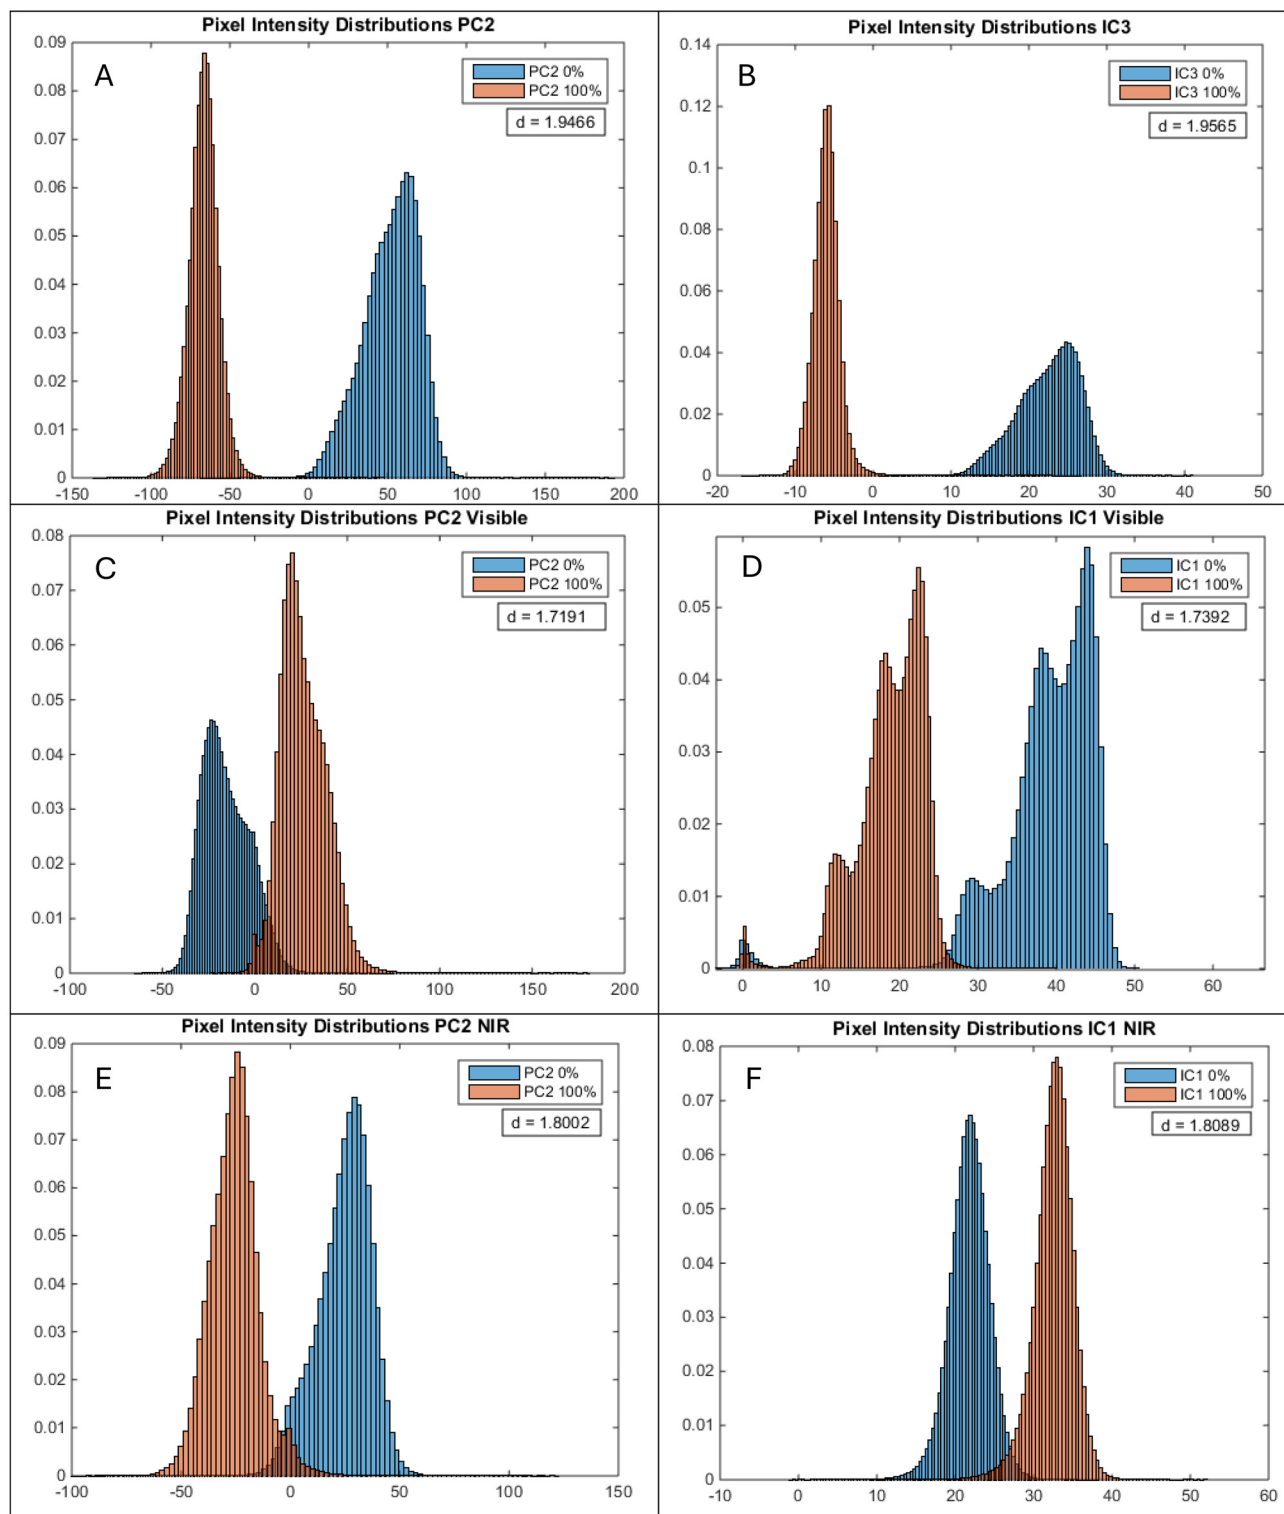 Pixel Intensity Distributions PC2
A
PC2 0%
PC2 100%
d = 1.9466
0.09
0.08
0.07
0.06
0.05
0.04
0.03
0.02
0.01
0
-150 -100 -50 0 50 100 150 200
Pixel Intensity Distributions IC3
B
IC3 0%
IC3 100%
d = 1.9565
0.14
0.12
0.1
0.08
0.06
0.04
0.02
0
-20 -10 0 10 20 30 40 50
Pixel Intensity Distributions PC2 Visible
C
PC2 0%
PC2 100%
d = 1.7191
0.08
0.07
0.06
0.05
0.04
0.03
0.02
0.01
0
-100 -50 0 50 100 150 200
Pixel Intensity Distributions IC1 Visible
D
IC1 0%
IC1 100%
d = 1.7392
0.05
0.04
0.03
0.02
0.01
0
0 10 20 30 40 50 60
Pixel Intensity Distributions PC2 NIR
E
PC2 0%
PC2 100%
d = 1.8002
0.09
0.08
0.07
0.06
0.05
0.04
0.03
0.02
0.01
0
-100 -50 0 50 100 150
Pixel Intensity Distributions IC1 NIR
F
IC1 0%
IC1 100%
d = 1.8089
0.08
0.07
0.06
0.05
0.04
0.03
0.02
0.01
0
-10 0 10 20 30 40 50 60